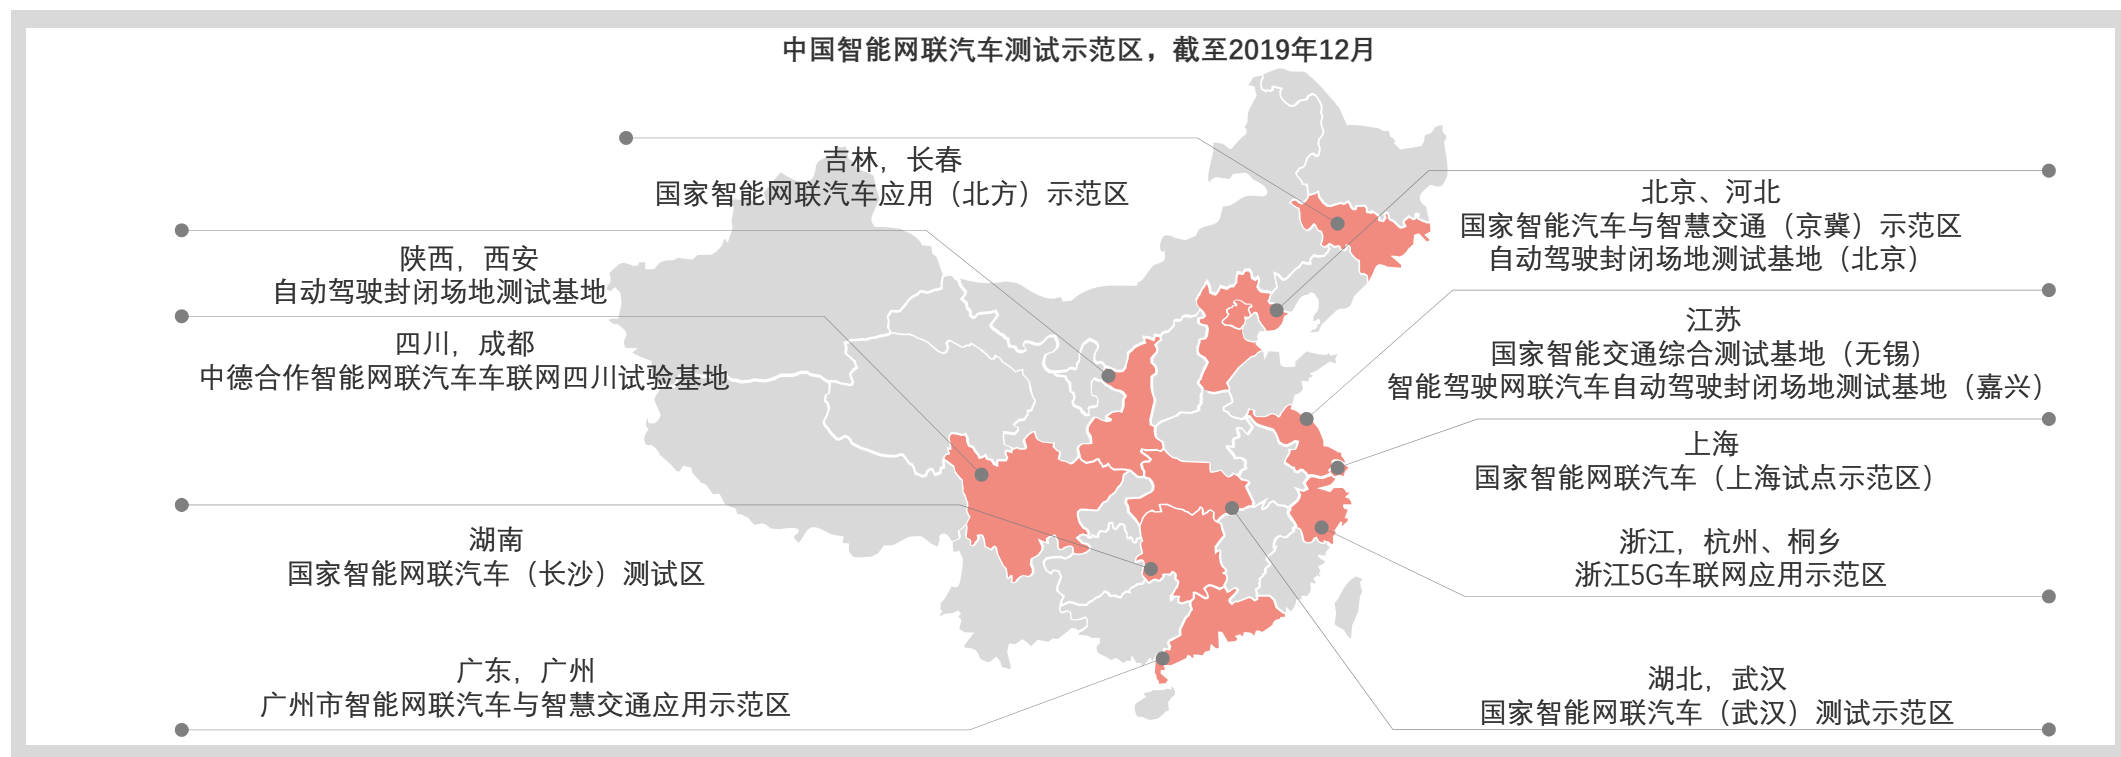 中国智能网联汽车测试示范区，截至2019年12月
吉林，长春
国家智能网联汽车应用（北方）示范区
陕西，西安
自动驾驶封闭场地测试基地
四川，成都
中德合作智能网联汽车车联网四川试验基地
湖南
国家智能网联汽车（长沙）测试区
广东，广州
广州市智能网联汽车与智慧交通应用示范区
北京、河北
国家智能汽车与智慧交通（京冀）示范区
自动驾驶封闭场地测试基地（北京）
江苏
国家智能交通综合测试基地（无锡）
智能驾驶网联汽车自动驾驶封闭场地测试基地（嘉兴）
上海
国家智能网联汽车（上海试点示范区）
浙江，杭州、桐乡
浙江5G车联网应用示范区
湖北，武汉
国家智能网联汽车（武汉）测试示范区